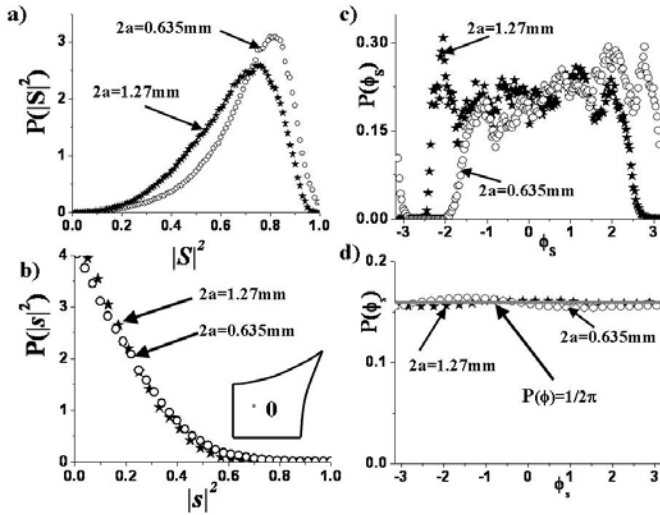 a)
2a=0.635mm
2a=1.27mm
P(|S|²)
3
2
1
0
0.0 0.2 0.4 0.6 0.8 1.0
|S|²
b)
2a=1.27mm
2a=0.635mm
0
P(|s|²)
4
3
2
1
0
0.0 0.2 0.4 0.6 0.8 1.0
|s|²
c)
2a=1.27mm
2a=0.635mm
P(ϕₛ)
0.30
0.15
0.00
-3 -2 -1 0 1 2 3
ϕₛ
d)
2a=1.27mm
2a=0.635mm
P(ϕ)=1/2π
P(ϕₛ)
0.2
0.1
0.0
-3 -2 -1 0 1 2 3
ϕₛ